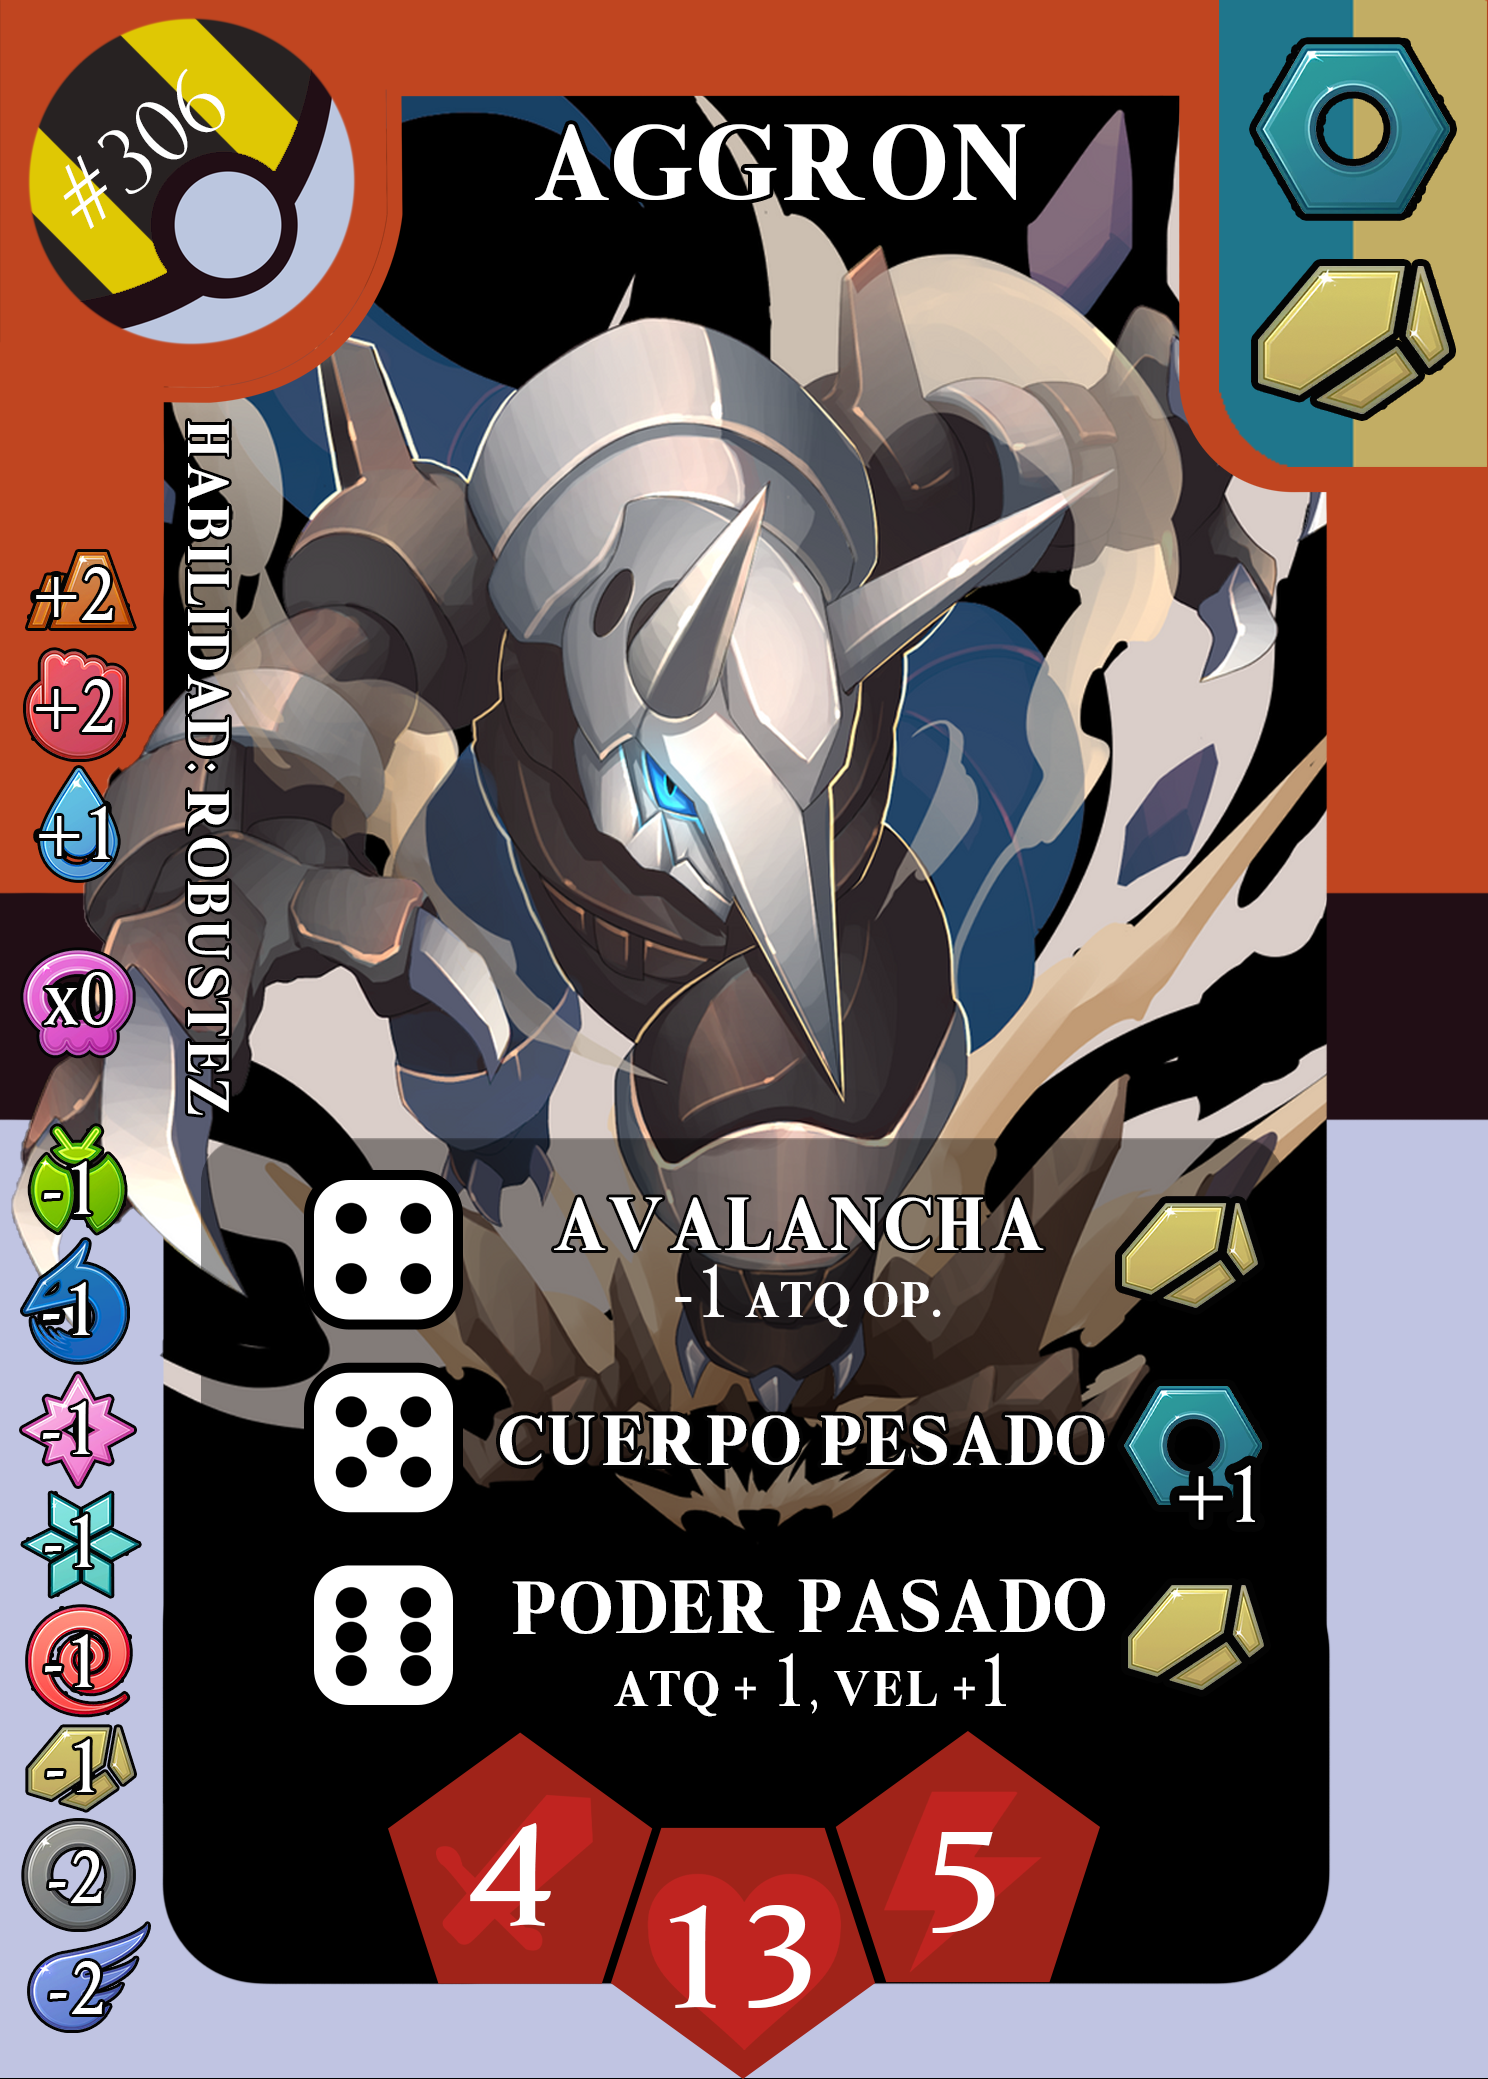 #306
AGGRON
HABILIDAD: ROBUSTEZ
+2
+2
+1
x0
-1
-1
-1
-1
-1
-1
-2
-2
AVALANCHA
-1 ATQ OP.
CUERPO PESADO
+1
PODER PASADO
ATQ + 1, VEL +1
4
13
5